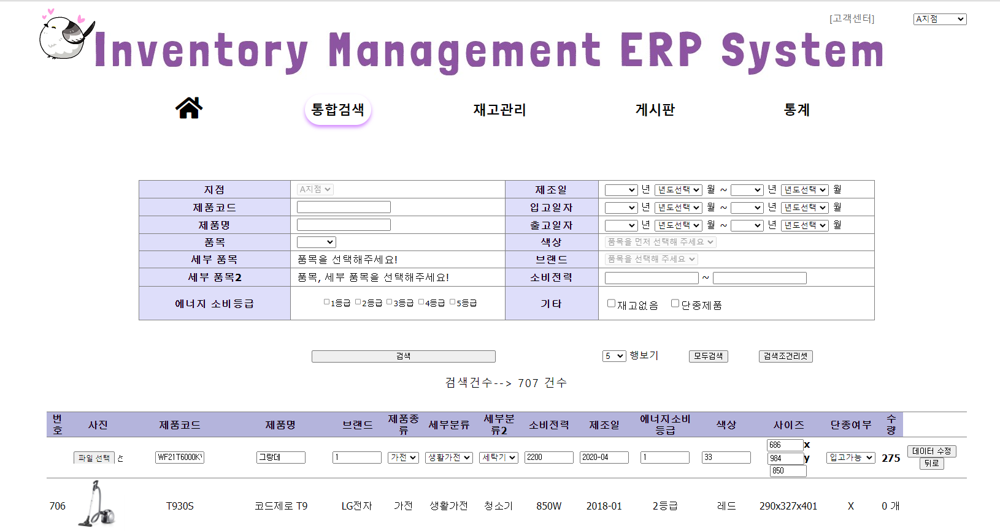 [고객센터] A지점
Inventory Management ERP System
통합검색 재고관리 게시판 통계
지점 A지점 제조일 년 년도선택 월 ~ 년 년도선택 월
제품코드 입고일자 년 년도선택 월 ~ 년 년도선택 월
제품명 출고일자 년 년도선택 월 ~ 년 년도선택 월
품목 색상 품목을 먼저 선택해 주세요
세부 품목 품목을 선택해주세요! 브랜드 품목을 선택해 주세요
세부 품목2 품목, 세부 품목을 선택해주세요! 소비전력 ~
에너지 소비등급 1등급 2등급 3등급 4등급 5등급 기타 재고없음 단종제품
검색 5 행보기 모두검색 검색조건리셋
검색건수--> 707 건수
번호 사진 제품코드 제품명 브랜드 제품종류 세부분류 세부분류2 소비전력 제조일 에너지소비등급 색상 사이즈 단종여부 수량
파일 선택 WF21T6000K 그랑데 1 가전 생활가전 세탁기 2200 2020-04 1 33 686 x 984 y 850 입고가능 275 데이터 수정 뒤로
706 T930S 코드제로 T9 LG전자 가전 생활가전 청소기 850W 2018-01 2등급 레드 290x327x401 X 0 개